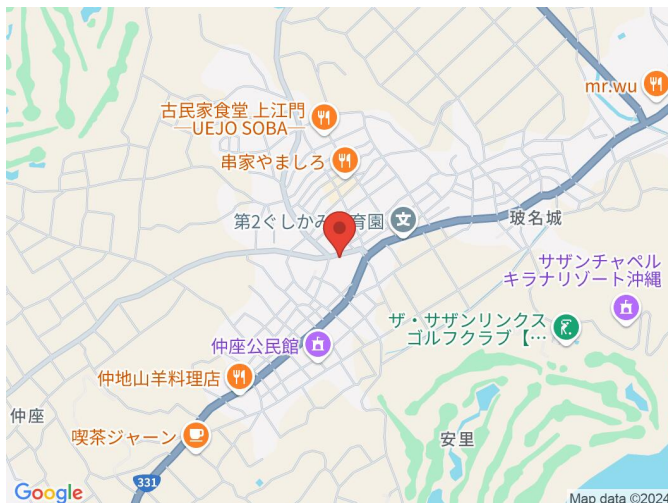 mr.wu
古民家食堂 上江門
―UEJO SOBA―
串家やましろ
第2ぐしかみ
育園
玻名城
サザンチャペル
キラナリゾート沖縄
ザ・サザンリンクス
ゴルフクラブ【…
仲座公民館
仲地山羊料理店
仲座
喫茶ジャーン
安里
331
Google
Map data ©2024